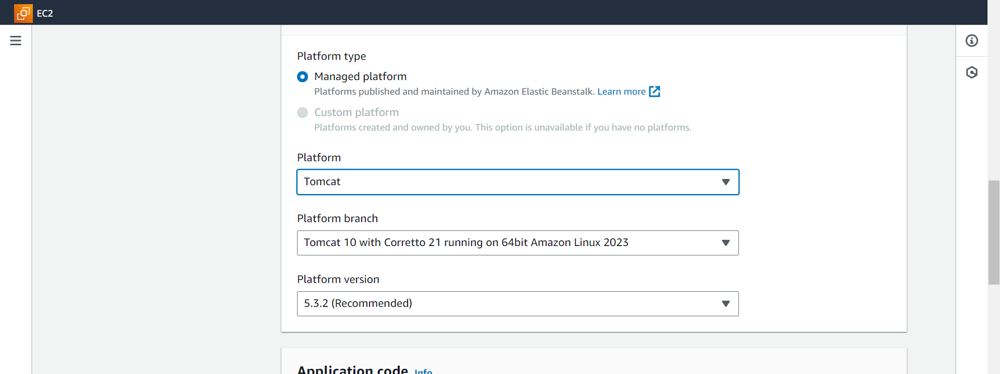 EC2
Platform type
Managed platform
Platforms published and maintained by Amazon Elastic Beanstalk. Learn more
Custom platform
Platforms created and owned by you. This option is unavailable if you have no platforms.
Platform
Tomcat
Platform branch
Tomcat 10 with Corretto 21 running on 64bit Amazon Linux 2023
Platform version
5.3.2 (Recommended)
Application code Info